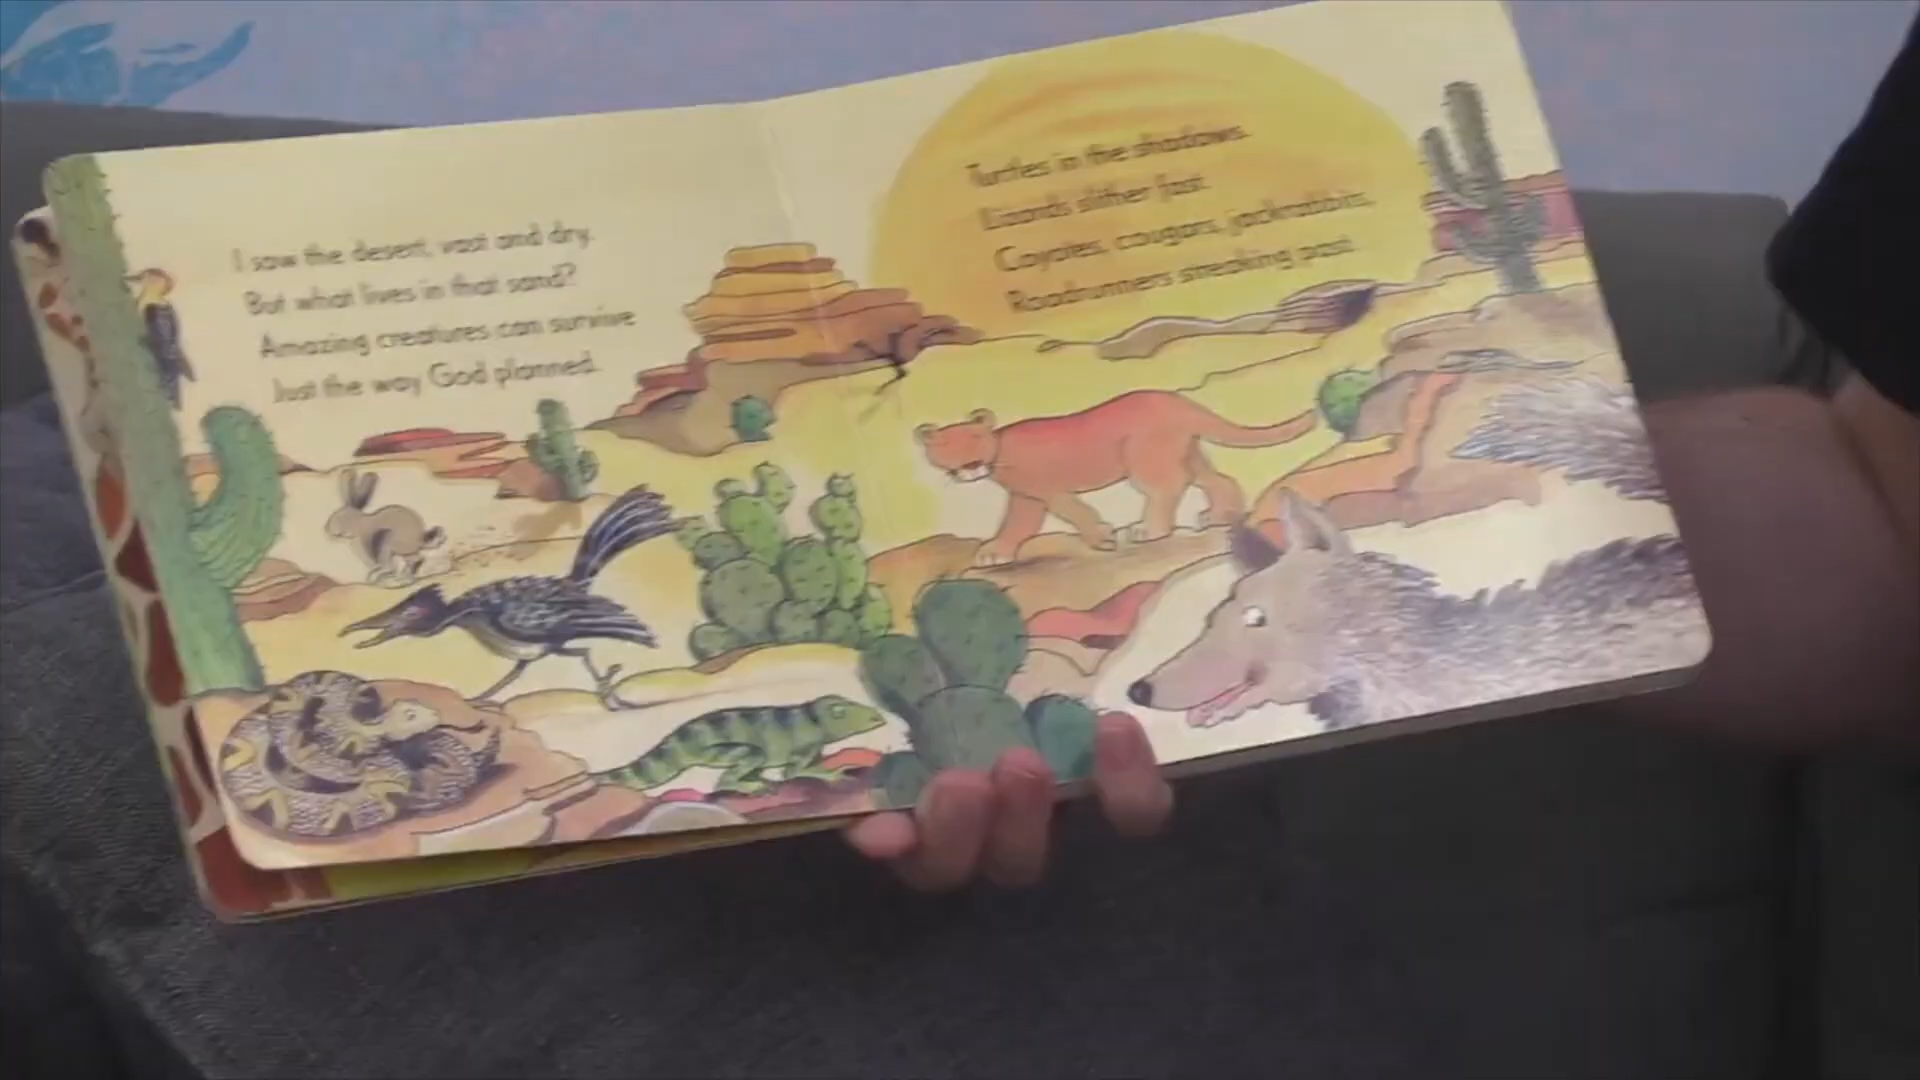 I saw the desert, vast and dry.
But what lives in that sand?
Amazing creatures can survive
Just the way God planned.
Turtles in the shadows.
Lizards slither fast.
Coyotes, cougars, jackrabbits,
Roadrunners sneaking past.